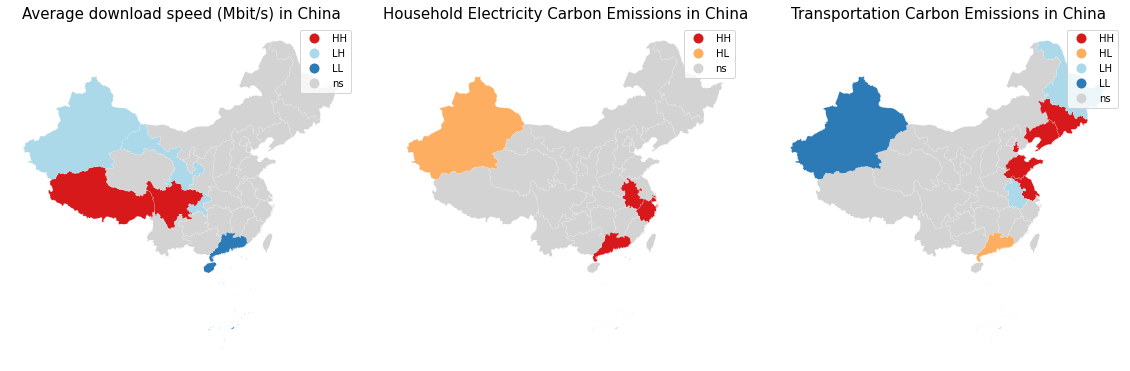 Average download speed (Mbit/s) in China
HH
LH
LL
ns
Household Electricity Carbon Emissions in China
HH
HL
ns
Transportation Carbon Emissions in China
HH
HL
LH
LL
ns